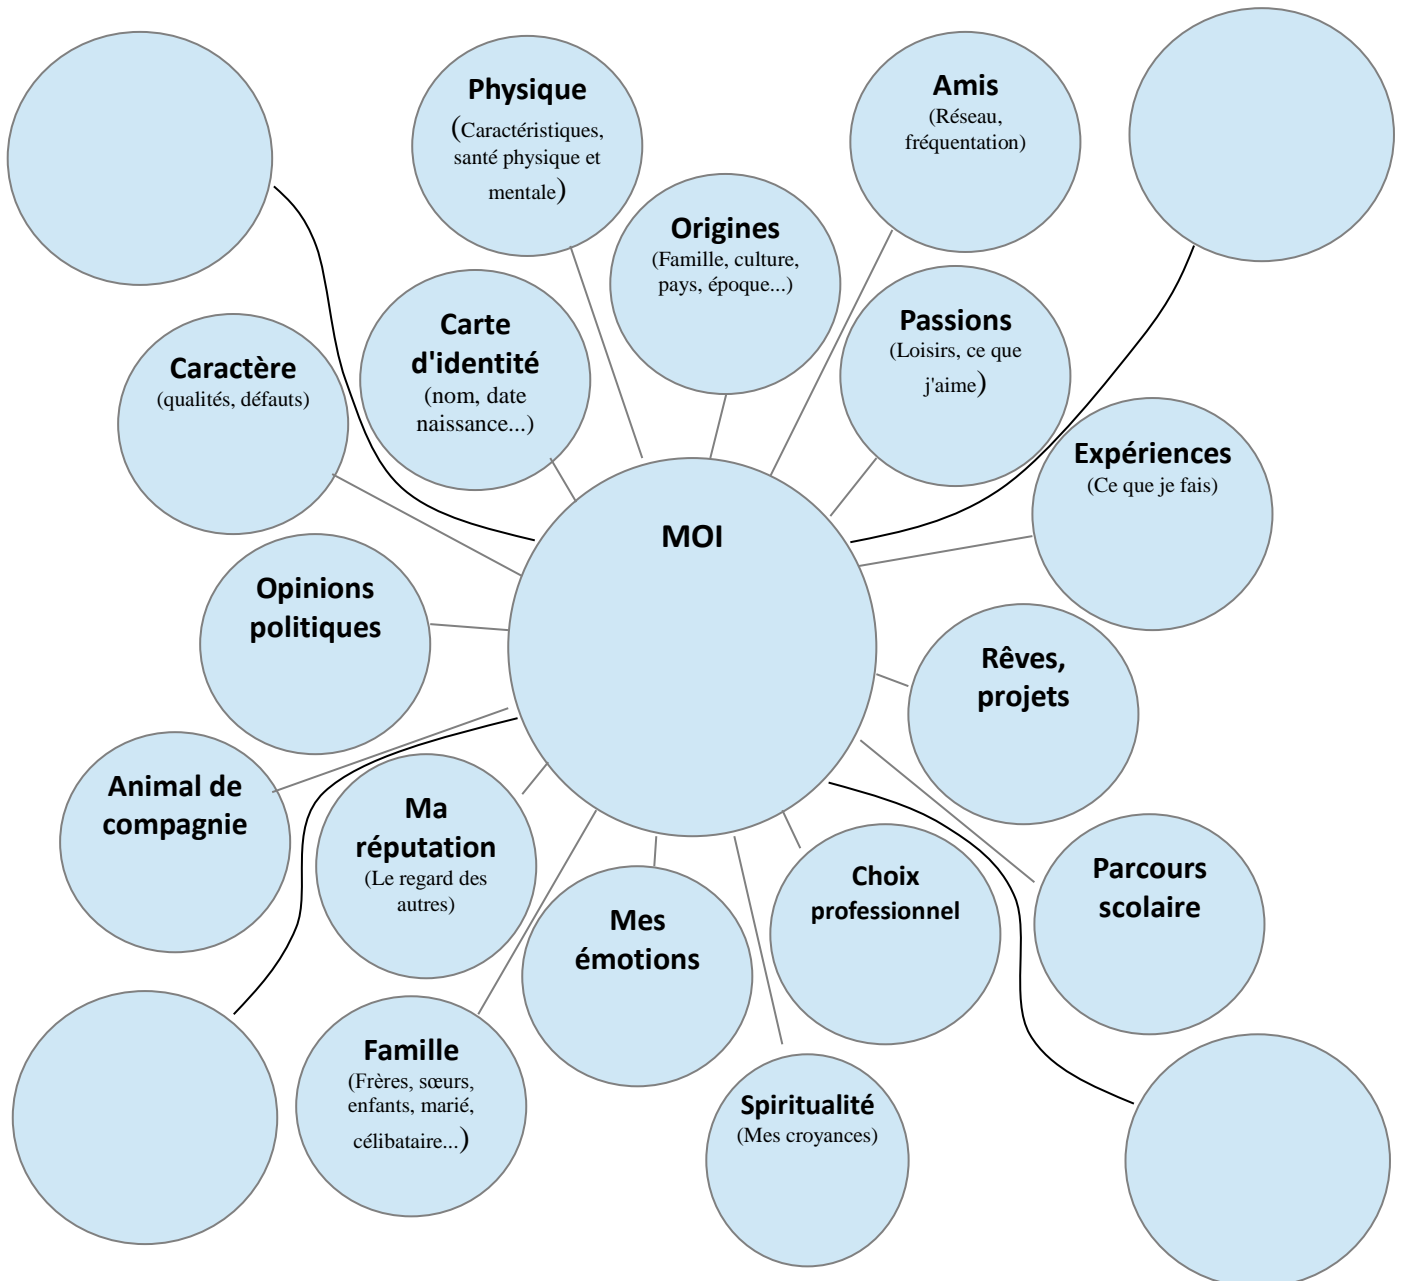 Physique
(Caractéristiques,
santé physique et
mentale)
Amis
(Réseau,
fréquentation)
Origines
(Famille, culture,
pays, époque...)
Carte
d'identité
(nom, date
naissance...)
Passions
(Loisirs, ce que
j'aime)
Caractère
(qualités, défauts)
Expériences
(Ce que je fais)
MOI
Opinions
politiques
Rêves,
projets
Animal de
compagnie
Ma
réputation
(Le regard des
autres)
Mes
émotions
Choix
professionnel
Parcours
scolaire
Famille
(Frères, sœurs,
enfants, marié,
célibataire...)
Spiritualité
(Mes croyances)